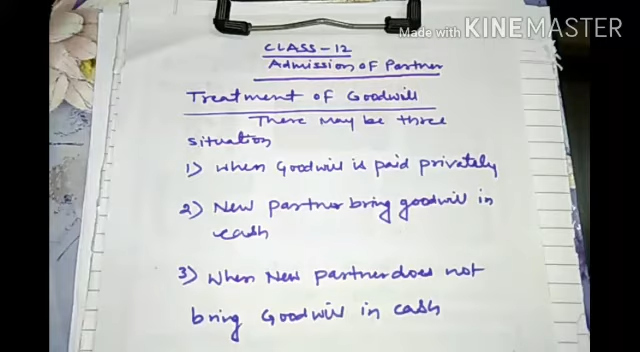 Made with KINEMASTER
CLASS-12
Admission of Partner
Treatment of Goodwill
There may be three
situation
1) When Goodwill is paid privately
2) New partner bring goodwill in
cash
3) When New partner does not
bring Goodwill in cash